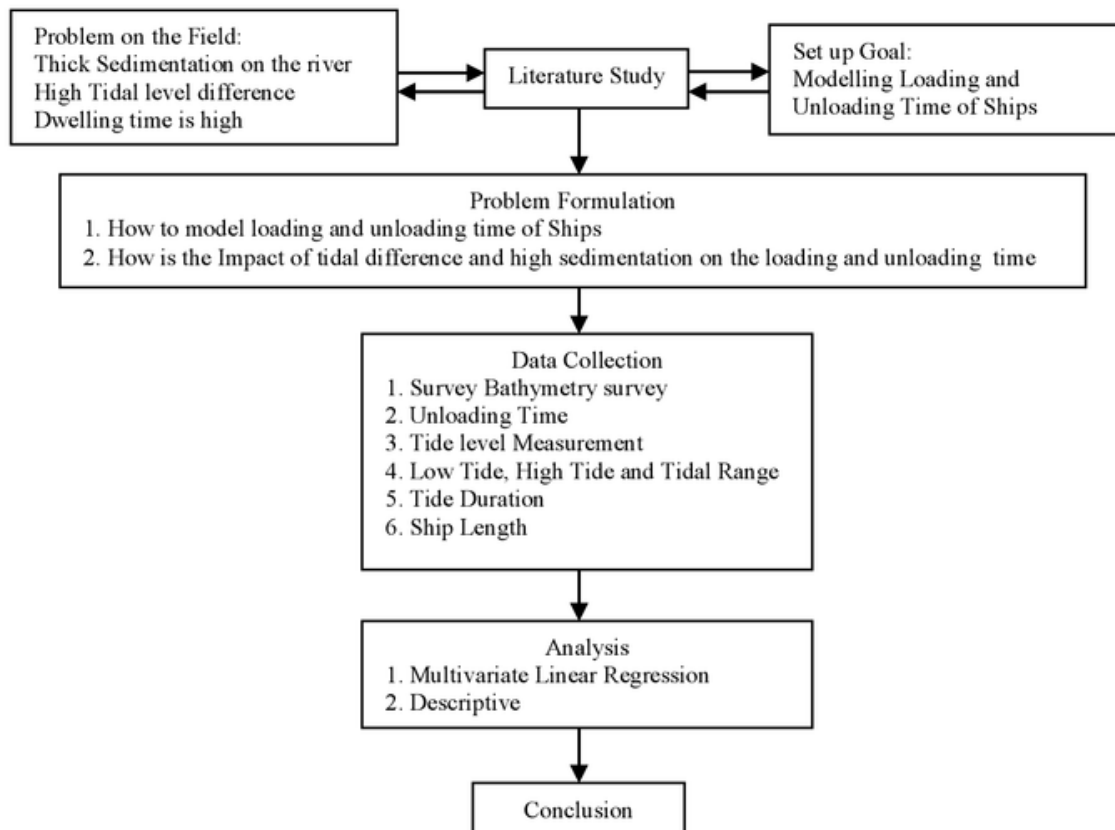 Problem on the Field:
Thick Sedimentation on the river
High Tidal level difference
Dwelling time is high
Literature Study
Set up Goal:
Modelling Loading and
Unloading Time of Ships
Problem Formulation
1. How to model loading and unloading time of Ships
2. How is the Impact of tidal difference and high sedimentation on the loading and unloading time
Data Collection
1. Survey Bathymetry survey
2. Unloading Time
3. Tide level Measurement
4. Low Tide, High Tide and Tidal Range
5. Tide Duration
6. Ship Length
Analysis
1. Multivariate Linear Regression
2. Descriptive
Conclusion